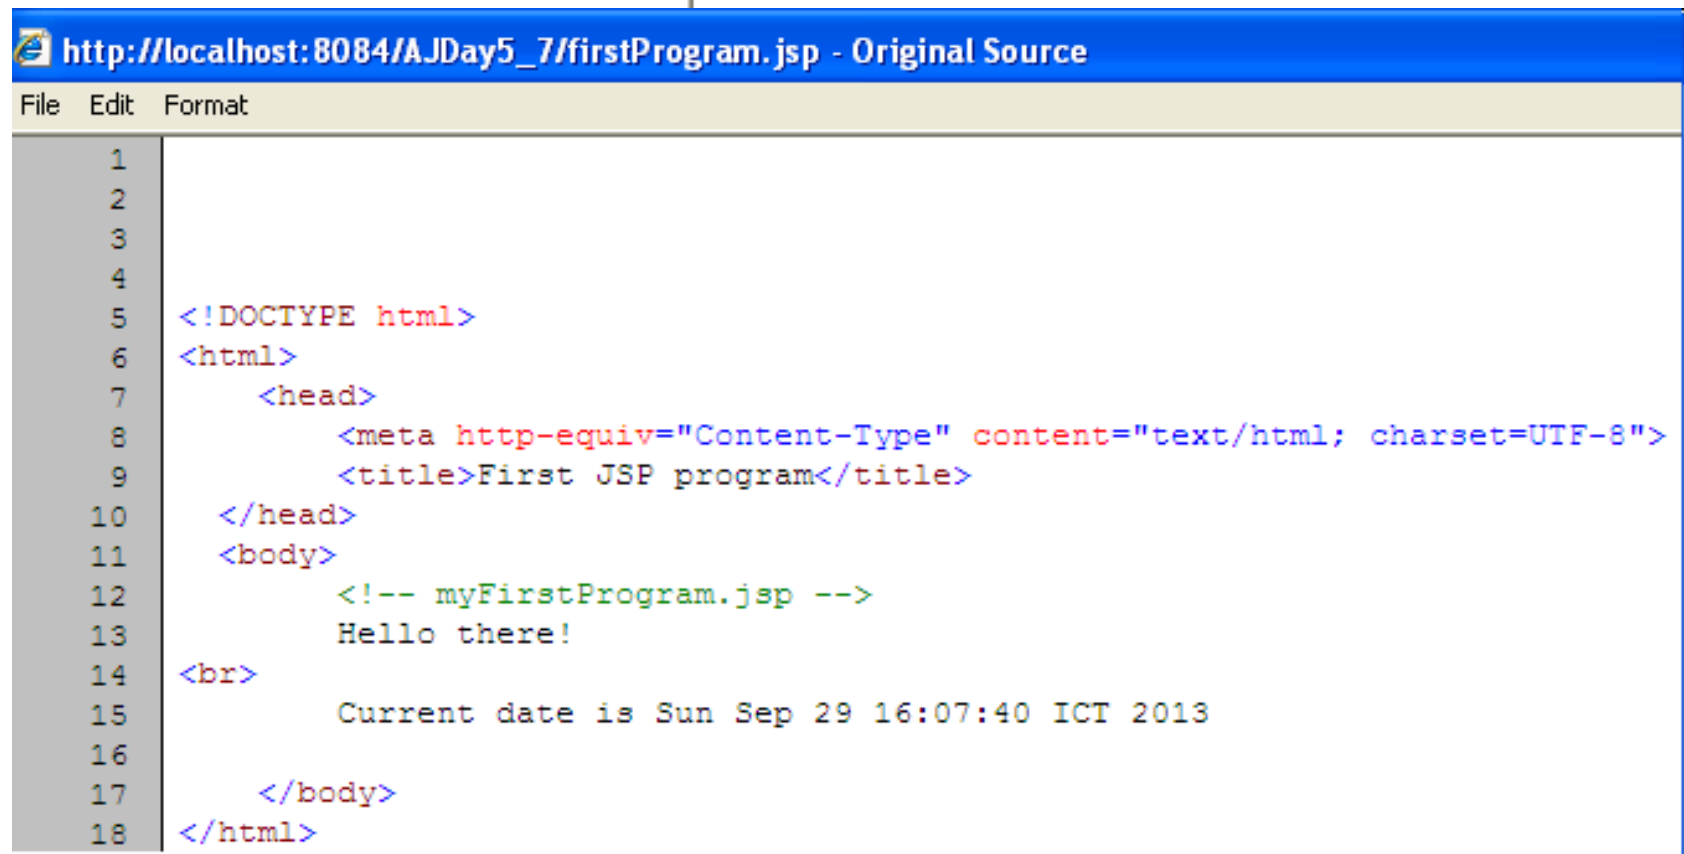 http://localhost:8084/AJDay5_7/firstProgram.jsp - Original Source
File Edit Format
1
2
3
4
5 <!DOCTYPE html>
6 <html>
7 <head>
8 <meta http-equiv="Content-Type" content="text/html; charset=UTF-8">
9 <title>First JSP program</title>
10 </head>
11 <body>
12 <!-- myFirstProgram.jsp -->
13 Hello there!
14 <br>
15 Current date is Sun Sep 29 16:07:40 ICT 2013
16
17 </body>
18 </html>